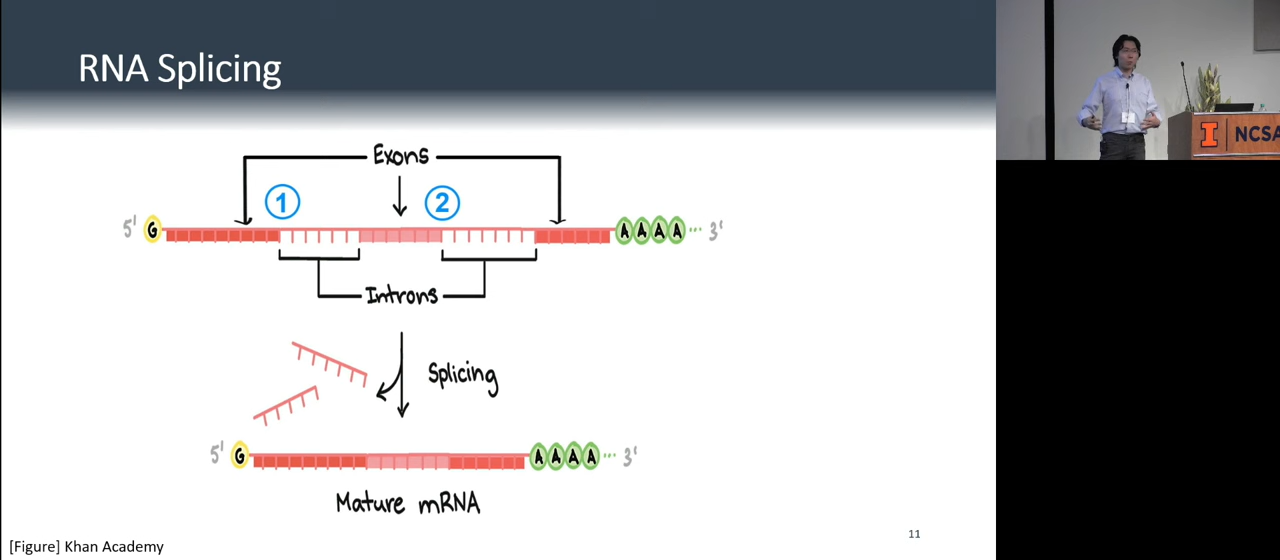 RNA Splicing
Exons
1 2
5' G A A A A ... 3'
Introns
Splicing
5' G A A A A ... 3'
Mature mRNA
[Figure] Khan Academy
11
I NCSA